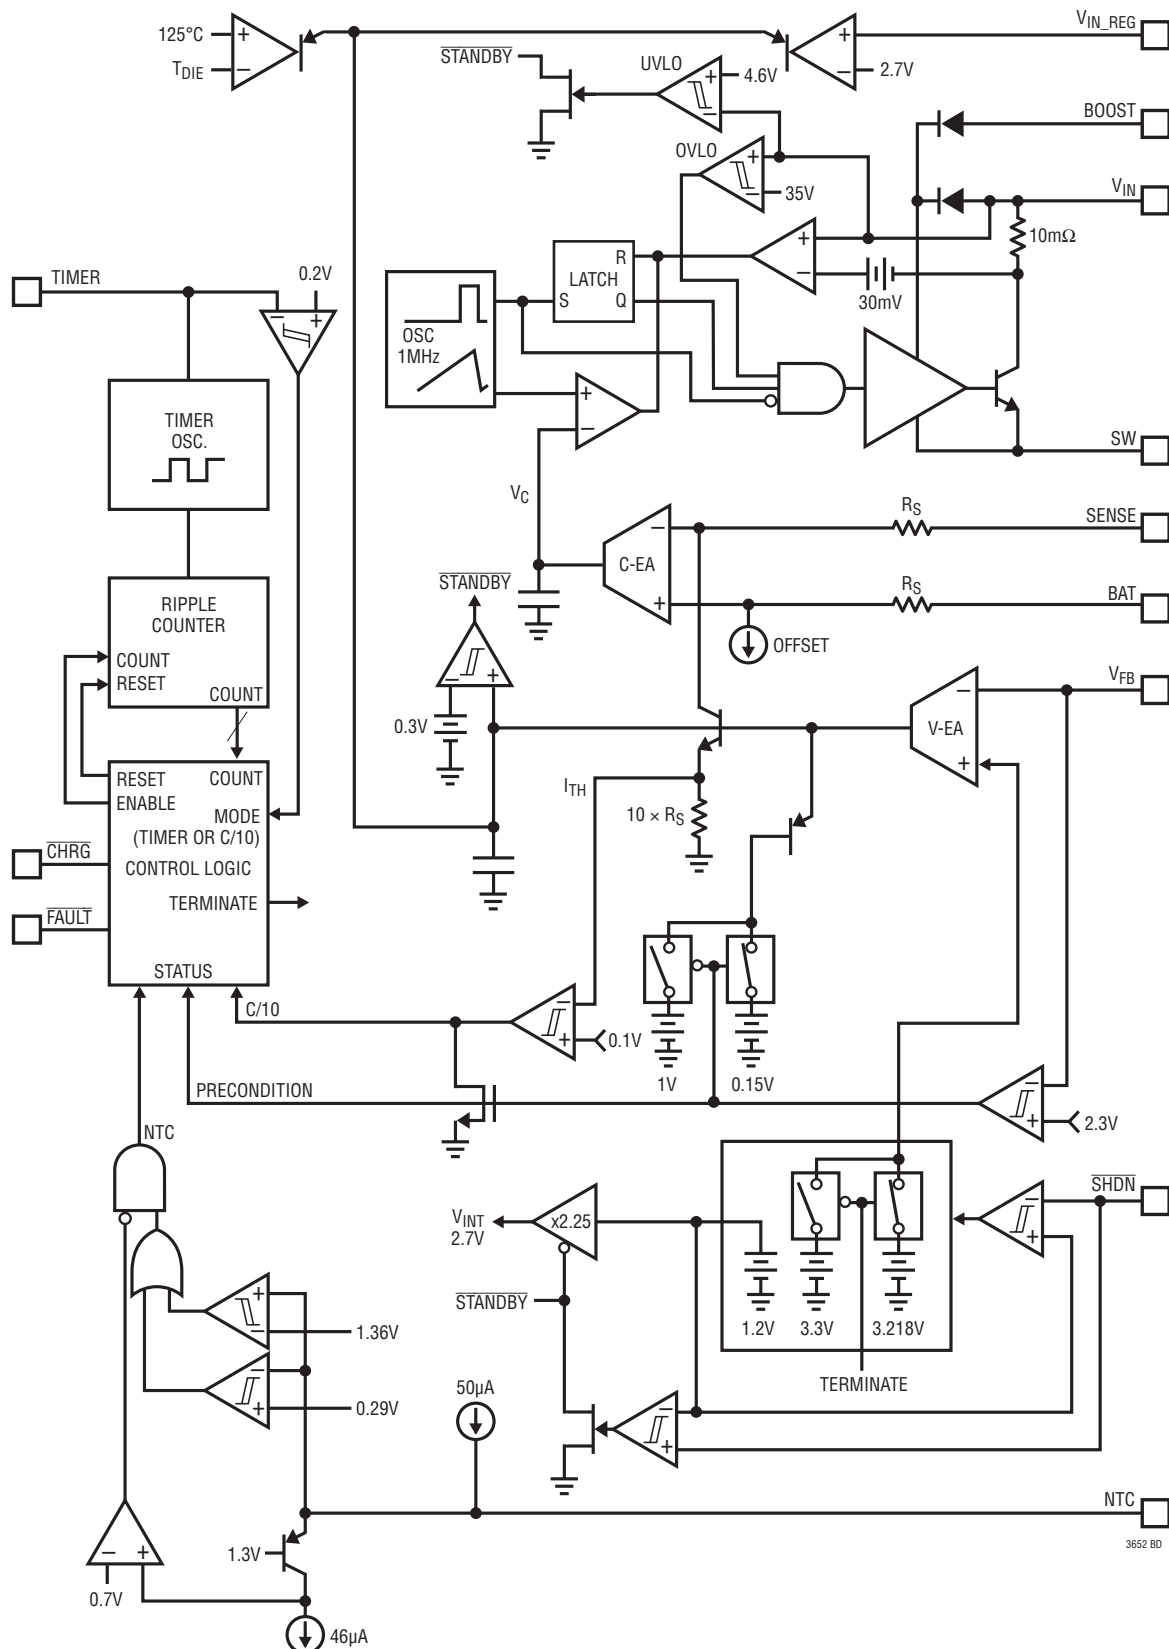 125°C
TDIE
+
−
STANDBY
UVLO
+
−
4.6V
+
−
2.7V
VIN_REG
BOOST
OVLO
+
−
35V
VIN
10mΩ
TIMER
0.2V
−
+
R
LATCH
S
Q
+
−
30mV
OSC
1MHz
TIMER
OSC.
+
−
SW
VC
RS
SENSE
−
C-EA
+
RS
BAT
OFFSET
STANDBY
−
+
0.3V
RIPPLE
COUNTER
COUNT
RESET
COUNT
VFB
−
V-EA
+
RESET
COUNT
ENABLE
MODE
(TIMER OR C/10)
CONTROL LOGIC
TERMINATE
STATUS
CHRG
FAULT
ITH
10 × RS
C/10
−
+
0.1V
1V
0.15V
PRECONDITION
−
+
2.3V
NTC
VINT
2.7V
x2.25
STANDBY
1.2V
3.3V
3.218V
TERMINATE
−
+
SHDN
+
−
1.36V
−
+
0.29V
50µA
−
+
NTC
1.3V
−
+
0.7V
46µA
3652 BD